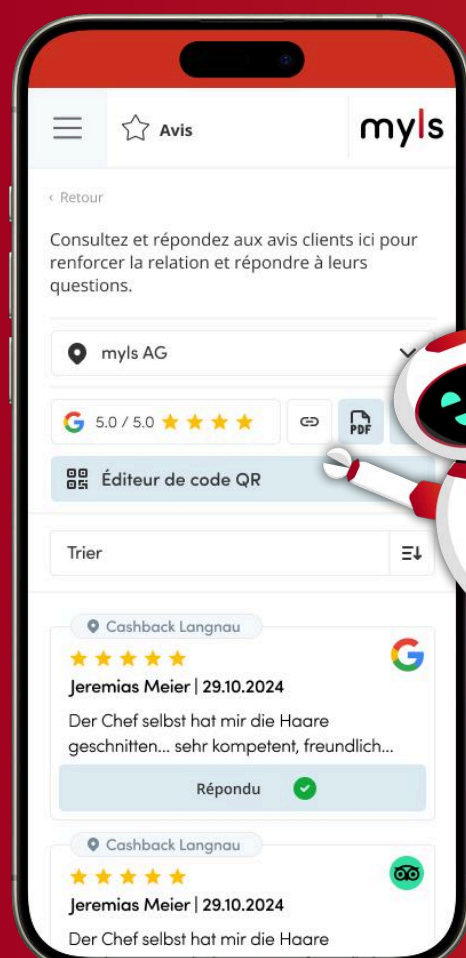 Avis
myls
‹ Retour
Consultez et répondez aux avis clients ici pour
renforcer la relation et répondre à leurs
questions.
myls AG
5.0 / 5.0
PDF
Éditeur de code QR
Trier
Cashback Langnau
Jeremias Meier | 29.10.2024
Der Chef selbst hat mir die Haare
geschnitten... sehr kompetent, freundlich...
Répondu
Cashback Langnau
Jeremias Meier | 29.10.2024
Der Chef selbst hat mir die Haare